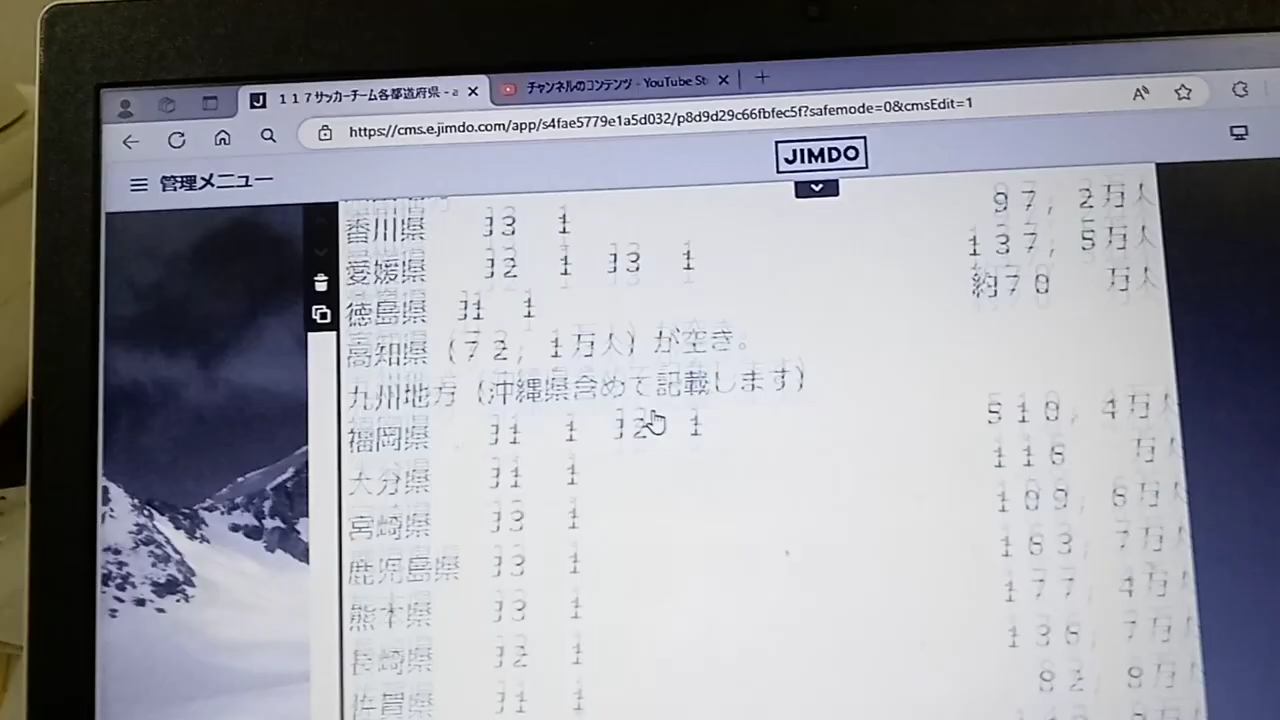 １１７サッカーチーム各都道府県 - a
チャンネルのコンテンツ - YouTube St
https://cms.e.jimdo.com/app/s4fae5779e1a5d032/p8d9d29c66fbfec5f?safemode=0&cmsEdit=1
JIMDO
管理メニュー
香川県 J3 1 ９７，２万人
愛媛県 J2 1 J3 1 １３７，５万人
徳島県 J1 1 約７０ 万人
高知県（７２，１万人）が空き。
九州地方（沖縄県含めて記載します）
福岡県 J1 1 J2 1 ５１０，４万人
大分県 J1 1 １１６ 万人
宮崎県 J3 1 １０９，６万人
鹿児島県 J3 1 １６３，７万人
熊本県 J3 1 １７７，４万人
長崎県 J2 1 １３６，７万人
佐賀県 J1 1 ８２，９万人